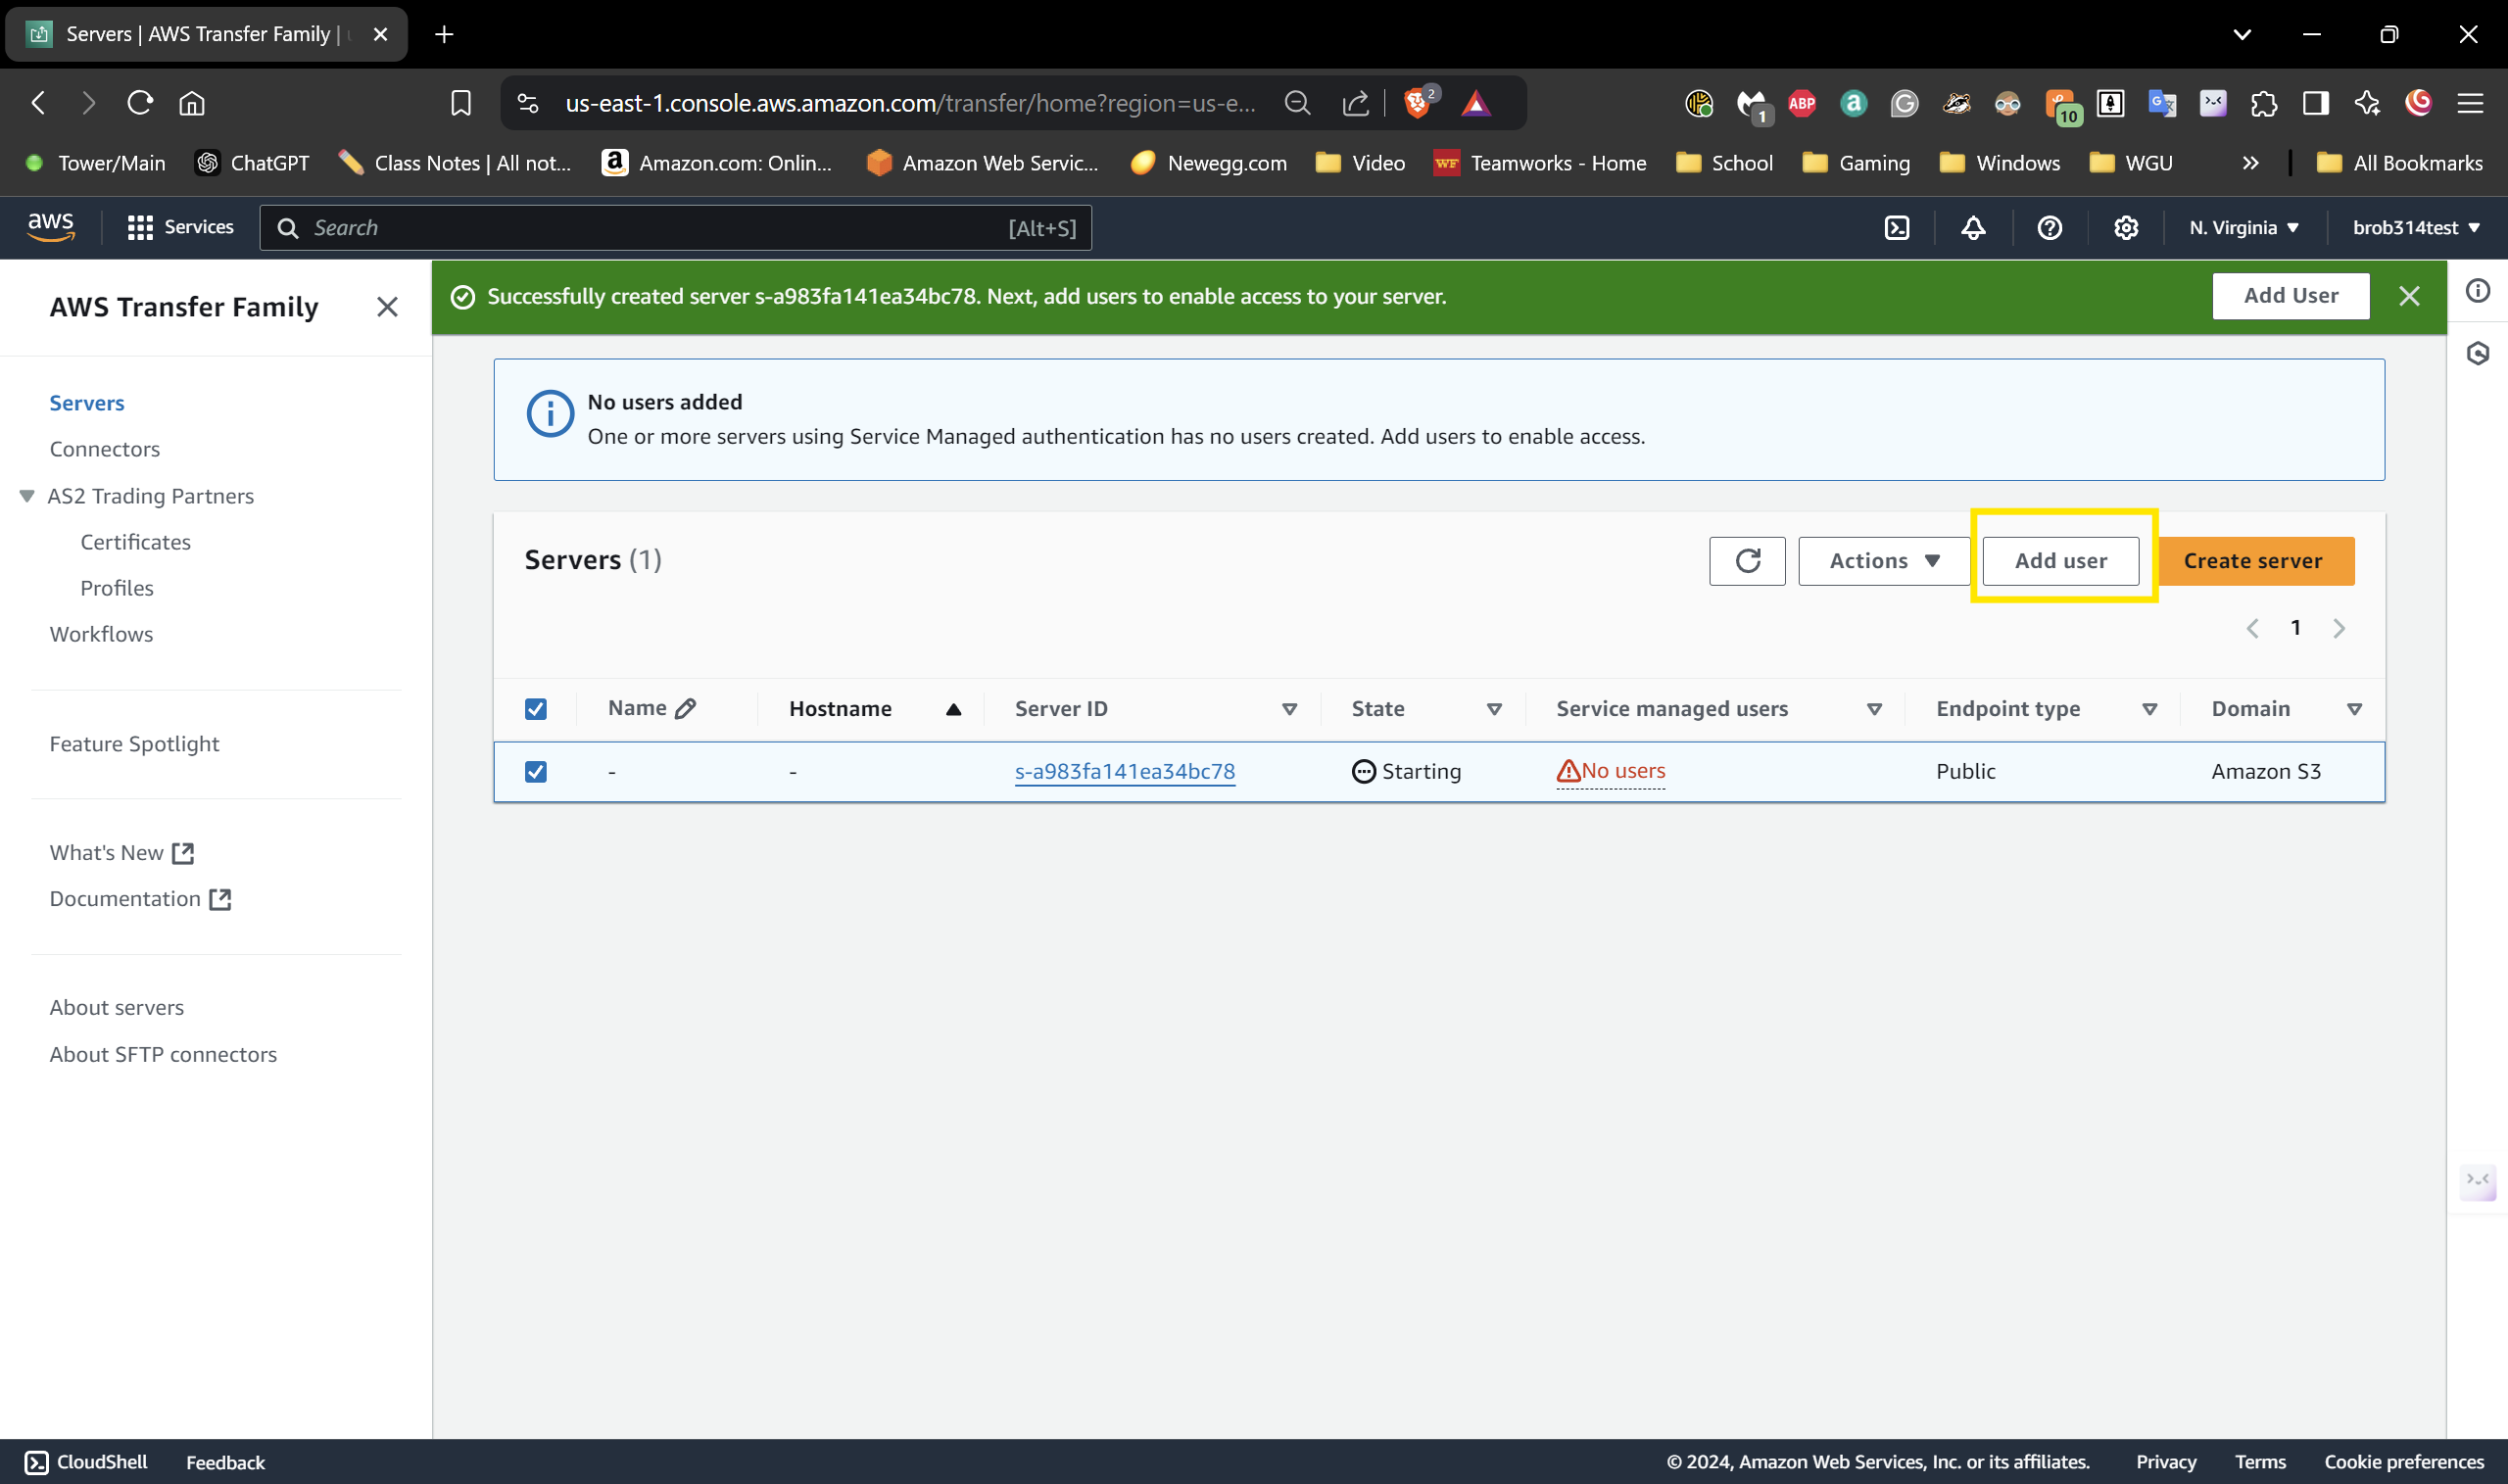 Servers | AWS Transfer Family |
us-east-1.console.aws.amazon.com/transfer/home?region=us-e...
2
1
ABP
a
G
10
Tower/Main
ChatGPT
Class Notes | All not...
a
Amazon.com: Onlin...
Amazon Web Servic...
Newegg.com
Video
WF
Teamworks - Home
School
Gaming
Windows
WGU
All Bookmarks
aws
Services
Search
[Alt+S]
N. Virginia
brob314test
AWS Transfer Family
Servers
Connectors
AS2 Trading Partners
Certificates
Profiles
Workflows
Feature Spotlight
What's New
Documentation
About servers
About SFTP connectors
Successfully created server s-a983fa141ea34bc78. Next, add users to enable access to your server.
Add User
No users added
One or more servers using Service Managed authentication has no users created. Add users to enable access.
Servers (1)
Actions
Add user
Create server
1
Name
Hostname
Server ID
State
Service managed users
Endpoint type
Domain
-
-
s-a983fa141ea34bc78
Starting
No users
Public
Amazon S3
CloudShell
Feedback
© 2024, Amazon Web Services, Inc. or its affiliates.
Privacy
Terms
Cookie preferences